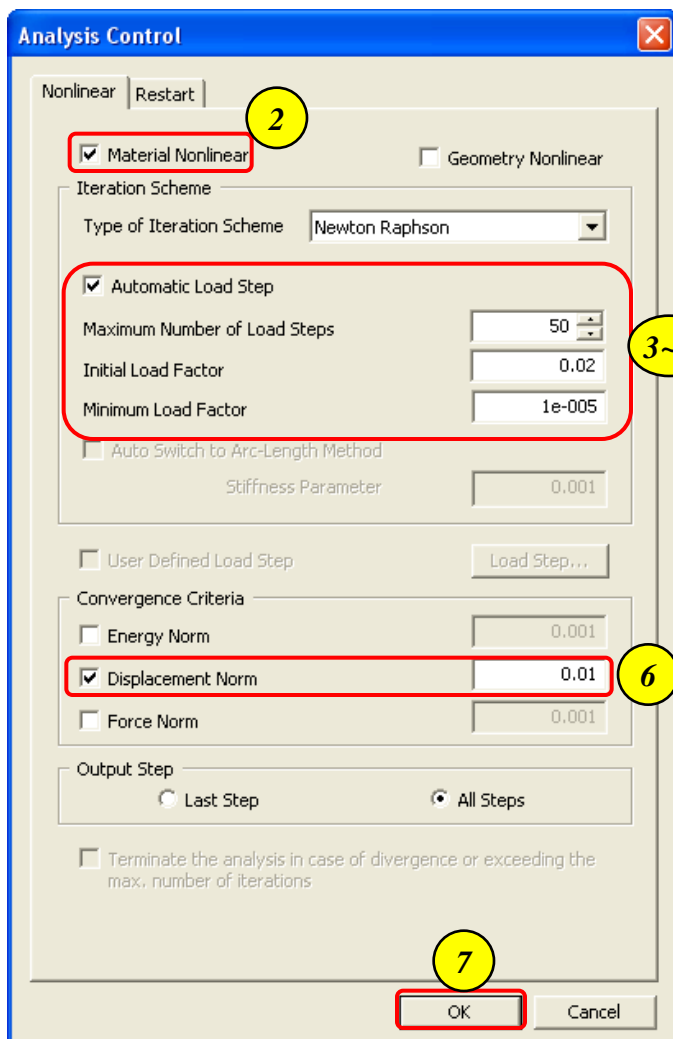 Analysis Control
Nonlinear Restart
2
Material Nonlinear Geometry Nonlinear
Iteration Scheme
Type of Iteration Scheme Newton Raphson
Automatic Load Step
Maximum Number of Load Steps 50
3~
Initial Load Factor 0.02
Minimum Load Factor 1e-005
Auto Switch to Arc-Length Method
Stiffness Parameter 0.001
User Defined Load Step Load Step...
Convergence Criteria
Energy Norm 0.001
Displacement Norm 0.01 6
Force Norm 0.001
Output Step
Last Step All Steps
Terminate the analysis in case of divergence or exceeding the
max. number of iterations
7
OK Cancel